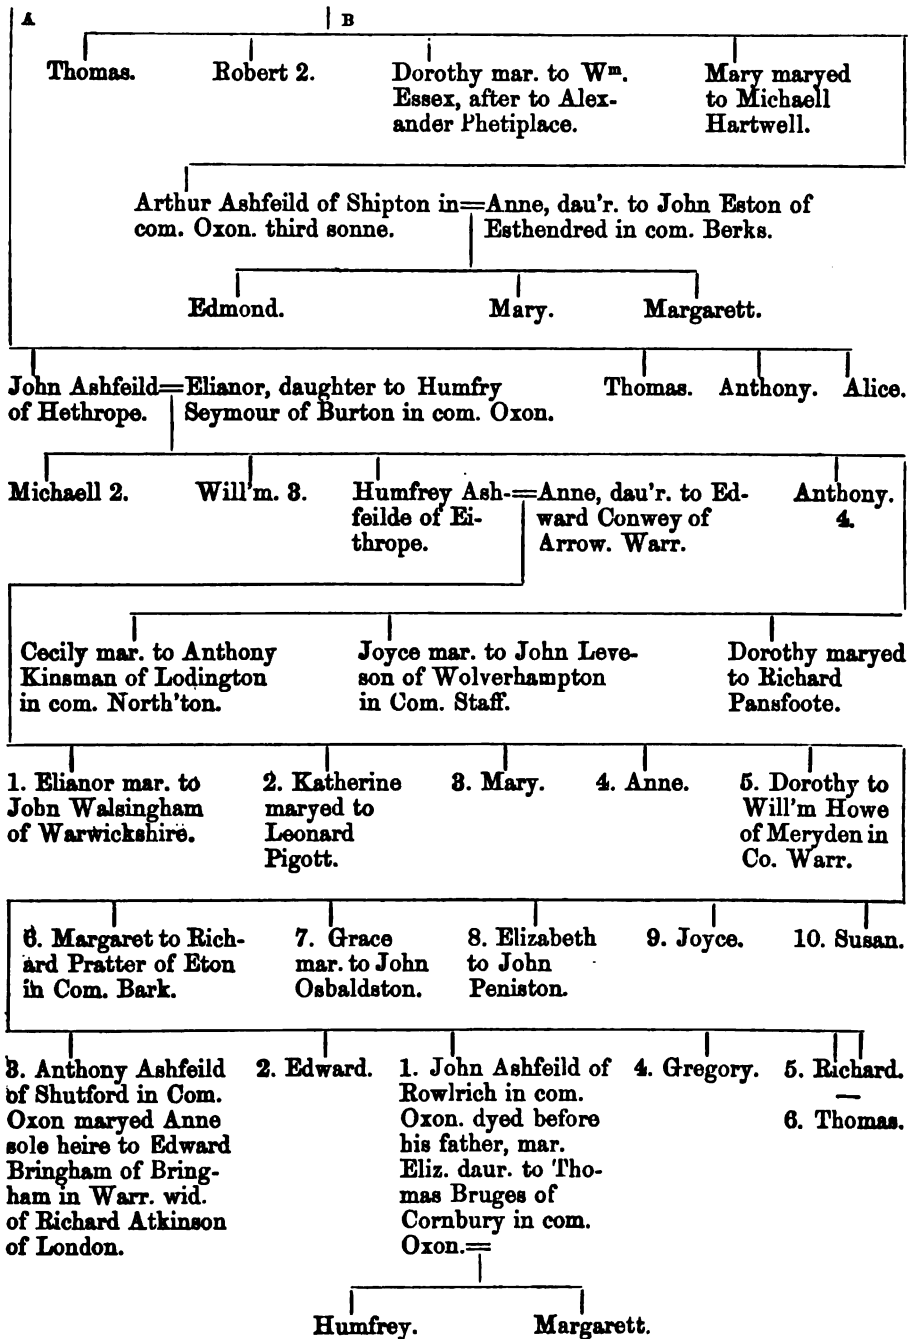 A B
Thomas. Robert 2. Dorothy mar. to Wm. Essex, after to Alex-ander Phetiplace. Mary maryed to Michaell Hartwell.
Arthur Ashfeild of Shipton in=Anne, dau'r. to John Eston of
com. Oxon. third sonne. Esthendred in com. Berks.
Edmond. Mary. Margarett.
John Ashfeild=Elianor, daughter to Humfry Thomas. Anthony. Alice.
of Hethrope. Seymour of Burton in com. Oxon.
Michaell 2. Will'm. 3. Humfrey Ash-=Anne, dau'r. to Ed- Anthony.
feilde of Ei- ward Conwey of 4.
thrope. Arrow. Warr.
Cecily mar. to Anthony
Kinsman of Lodington
in com. North'ton.
Joyce mar. to John Leve-
son of Wolverhampton
in Com. Staff.
Dorothy maryed
to Richard
Pansfoote.
1. Elianor mar. to
John Walsingham
of Warwickshire.
2. Katherine
maryed to
Leonard
Pigott.
3. Mary.
4. Anne.
5. Dorothy to
Will'm Howe
of Meryden in
Co. Warr.
6. Margaret to Rich-
ard Pratter of Eton
in Com. Bark.
7. Grace
mar. to John
Osbaldston.
8. Elizabeth
to John
Peniston.
9. Joyce.
10. Susan.
3. Anthony Ashfeild
of Shutford in Com.
Oxon maryed Anne
sole heire to Edward
Bringham of Bring-
ham in Warr. wid.
of Richard Atkinson
of London.
2. Edward.
1. John Ashfeild of
Rowlrich in com.
Oxon. dyed before
his father, mar.
Eliz. daur. to Tho-
mas Bruges of
Cornbury in com.
Oxon.=
4. Gregory.
5. Richard.
—
6. Thomas.
Humfrey. Margarett.